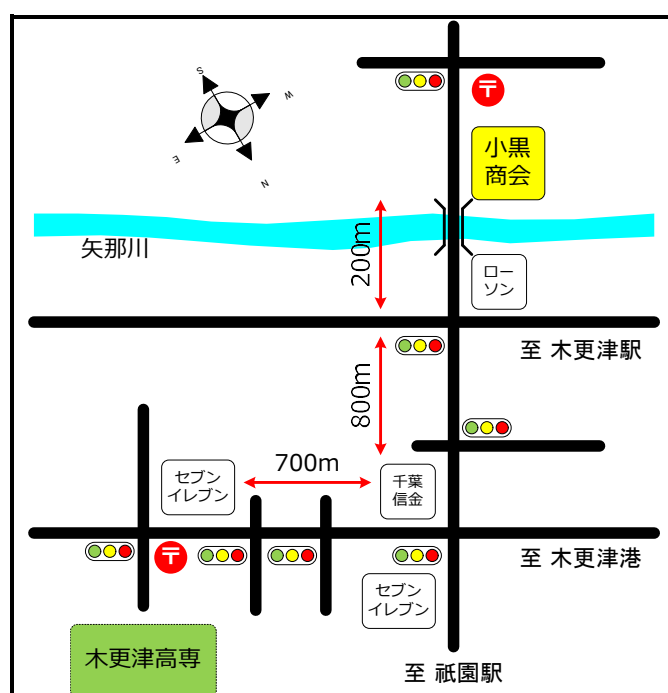 S
W
E
N
〒
小黒
商会
矢那川
200m
ロー
ソン
至 木更津駅
800m
700m
セブン
イレブン
千葉
信金
〒
至 木更津港
セブン
イレブン
木更津高専
至 祇園駅